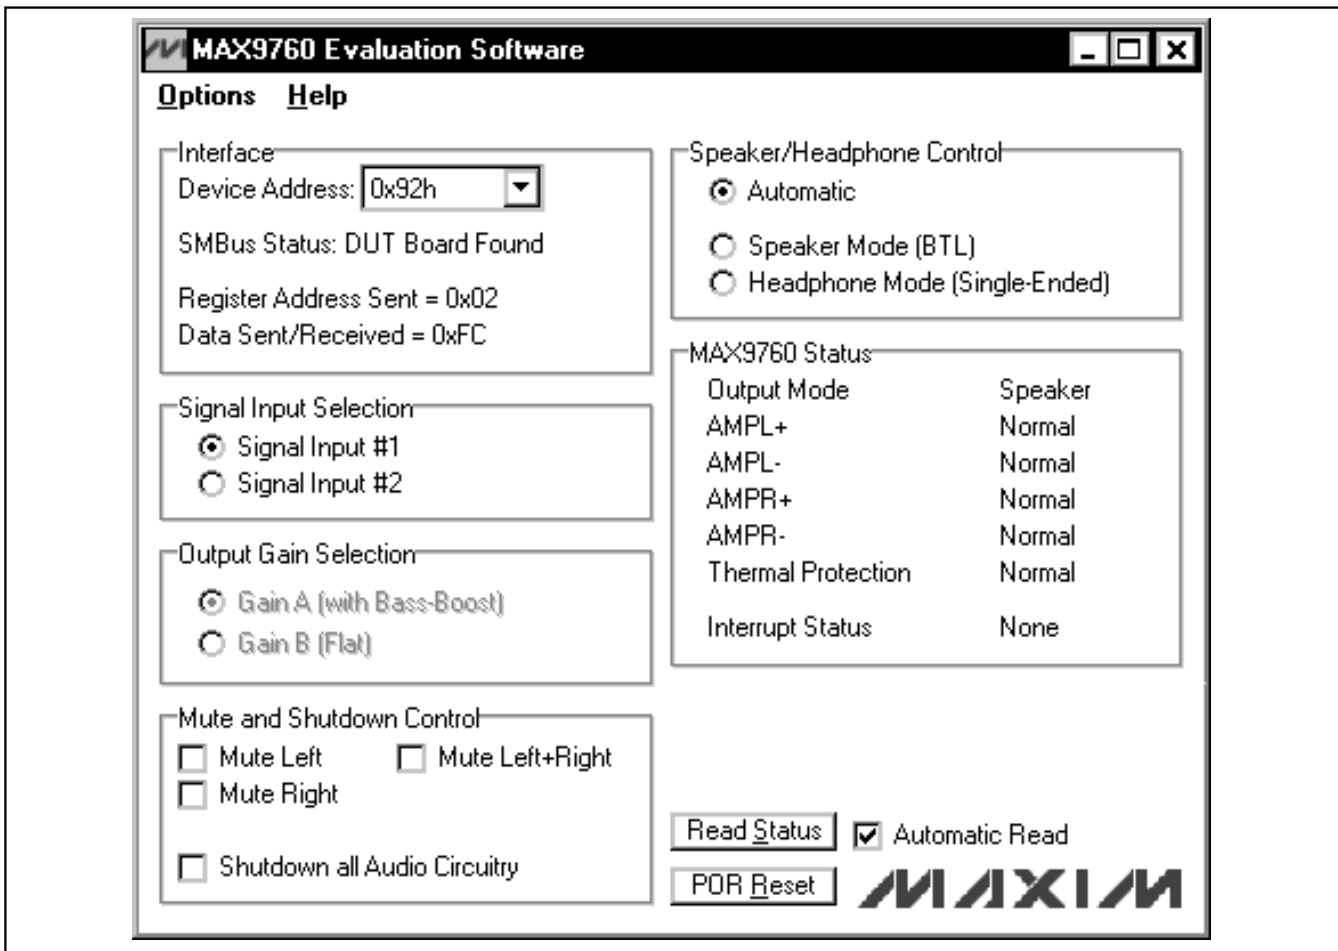 MAX9760 Evaluation Software
Options Help
Interface
Device Address: 0x92h
SMBus Status: DUT Board Found
Register Address Sent = 0x02
Data Sent/Received = 0xFC
Signal Input Selection
Signal Input #1
Signal Input #2
Output Gain Selection
Gain A (with Bass-Boost)
Gain B (Flat)
Mute and Shutdown Control
Mute Left Mute Left+Right
Mute Right
Shutdown all Audio Circuitry
Speaker/Headphone Control
Automatic
Speaker Mode (BTL)
Headphone Mode (Single-Ended)
MAX9760 Status
Output Mode Speaker
AMPL+ Normal
AMPL- Normal
AMPR+ Normal
AMPR- Normal
Thermal Protection Normal
Interrupt Status None
Read Status Automatic Read
POR Reset MAXIM